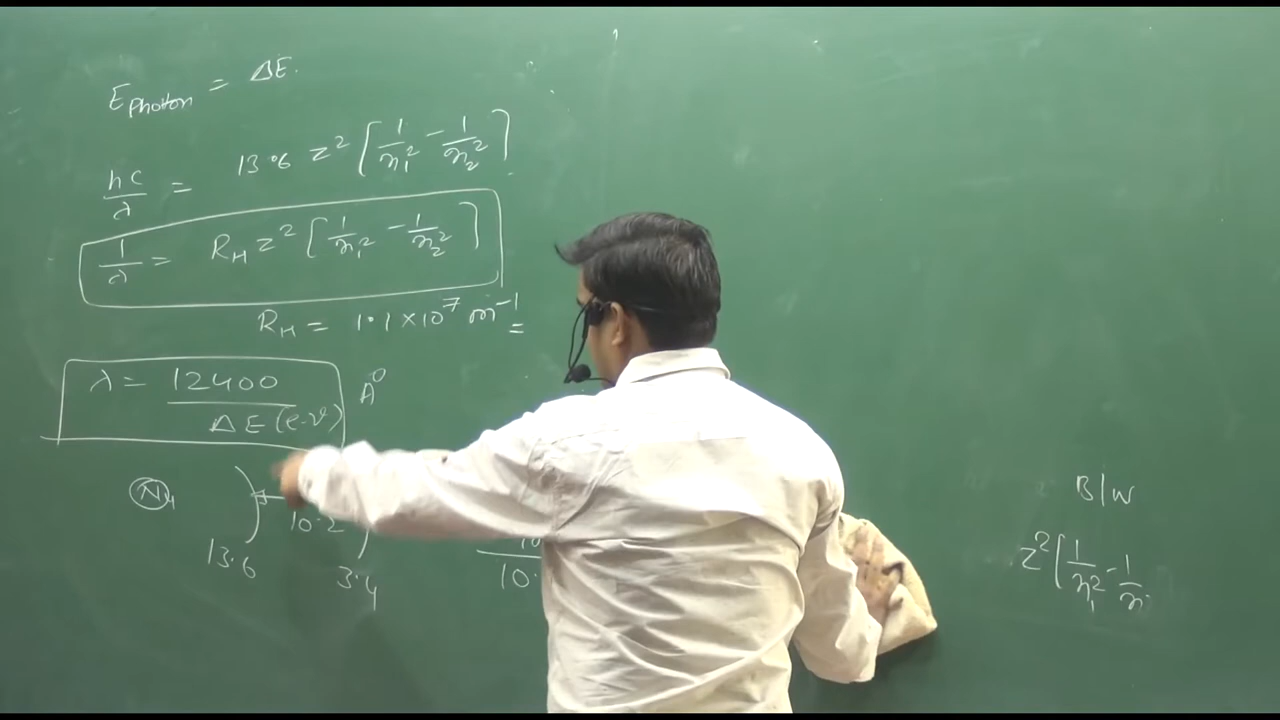 E photon = ΔE.
hc/λ = 13.6 z² [1/n₁² - 1/n₂²]
1/λ = R_H z² [1/n₁² - 1/n₂²]
R_H = 1.1 × 10⁷ m⁻¹
λ = 12400 / ΔE (e.v) A⁰
10.2
13.6
3.4
10.
B/W
z² [1/n₁² - 1/n